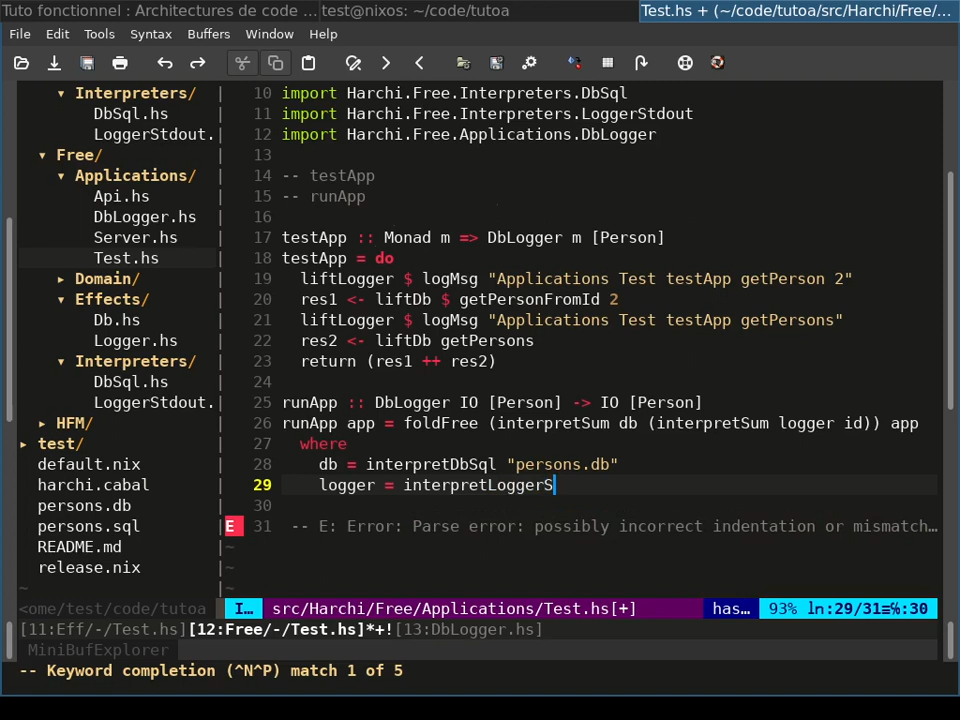 Tuto fonctionnel : Architectures de code ... test@nixos: ~/code/tutoa Test.hs + (~/code/tutoa/src/Harchi/Free/...
File Edit Tools Syntax Buffers Window Help
▾ Interpreters/
DbSql.hs
LoggerStdout.
▾ Free/
▾ Applications/
Api.hs
DbLogger.hs
Server.hs
Test.hs
▸ Domain/
▾ Effects/
Db.hs
Logger.hs
▾ Interpreters/
DbSql.hs
LoggerStdout.
▸ HFM/
▸ test/
default.nix
harchi.cabal
persons.db
persons.sql
README.md
release.nix
~
<ome/test/code/tutoa
10 import Harchi.Free.Interpreters.DbSql
11 import Harchi.Free.Interpreters.LoggerStdout
12 import Harchi.Free.Applications.DbLogger
13
14 -- testApp
15 -- runApp
16
17 testApp :: Monad m => DbLogger m [Person]
18 testApp = do
19   liftLogger $ logMsg "Applications Test testApp getPerson 2"
20   res1 <- liftDb $ getPersonFromId 2
21   liftLogger $ logMsg "Applications Test testApp getPersons"
22   res2 <- liftDb getPersons
23   return (res1 ++ res2)
24
25 runApp :: DbLogger IO [Person] -> IO [Person]
26 runApp app = foldFree (interpretSum db (interpretSum logger id)) app
27   where
28     db = interpretDbSql "persons.db"
29     logger = interpretLoggerS
30
E 31  -- E: Error: Parse error: possibly incorrect indentation or mismatch…
~
~
~
I… src/Harchi/Free/Applications/Test.hs[+] has… 93% ln:29/31≡℅:30
[11:Eff/-/Test.hs][12:Free/-/Test.hs]*+![13:DbLogger.hs]
MiniBufExplorer
-- Keyword completion (^N^P) match 1 of 5